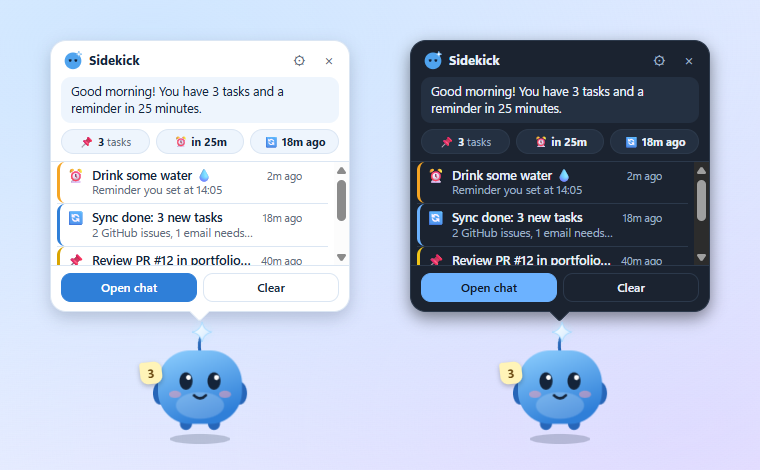 Sidekick
Good morning! You have 3 tasks and a
reminder in 25 minutes.
3 tasks
in 25m
18m ago
Drink some water
2m ago
Reminder you set at 14:05
Sync done: 3 new tasks
18m ago
2 GitHub issues, 1 email needs...
Review PR #12 in portfolio...
40m ago
Open chat
Clear
3
Sidekick
Good morning! You have 3 tasks and a
reminder in 25 minutes.
3 tasks
in 25m
18m ago
Drink some water
2m ago
Reminder you set at 14:05
Sync done: 3 new tasks
18m ago
2 GitHub issues, 1 email needs...
Review PR #12 in portfolio...
40m ago
Open chat
Clear
3